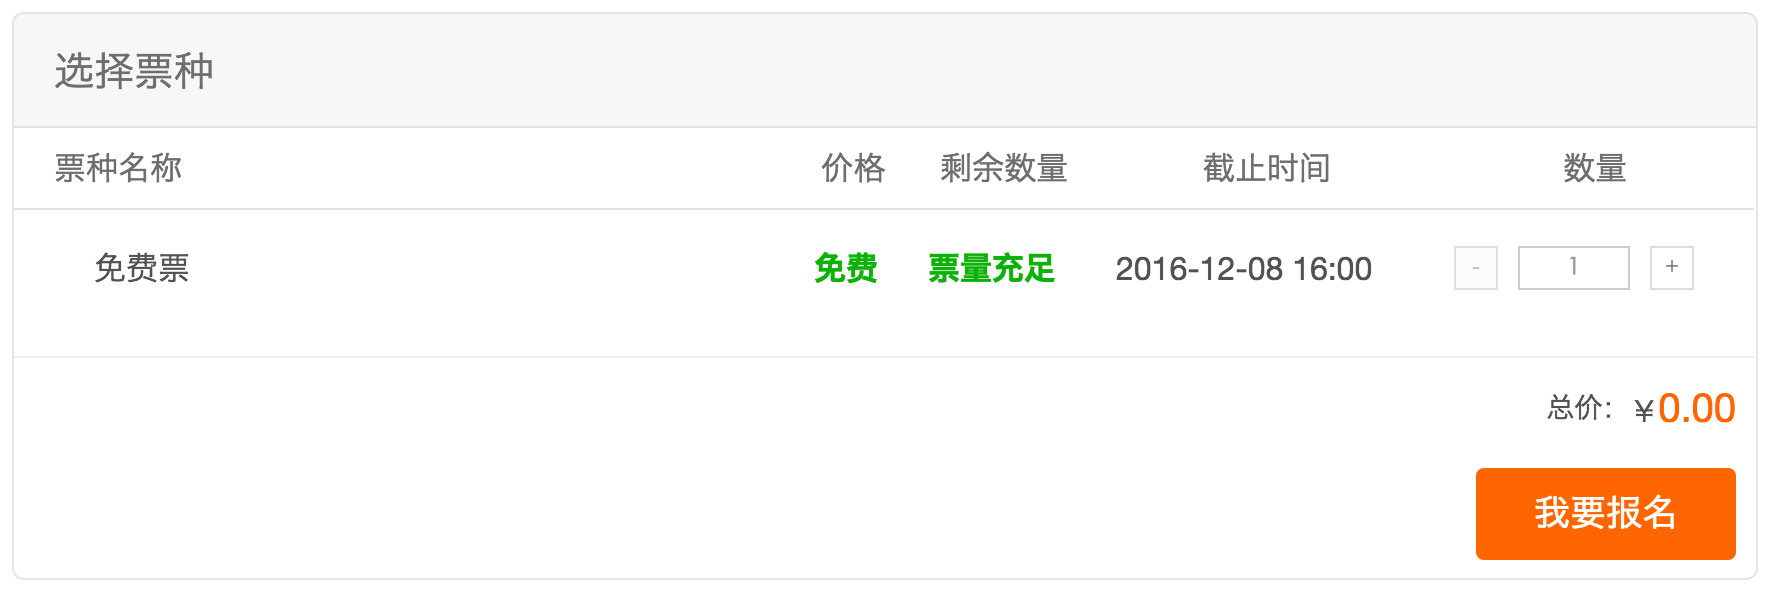 选择票种
票种名称 价格 剩余数量 截止时间 数量
免费票 免费 票量充足 2016-12-08 16:00 - 1 +
总价： ¥0.00
我要报名